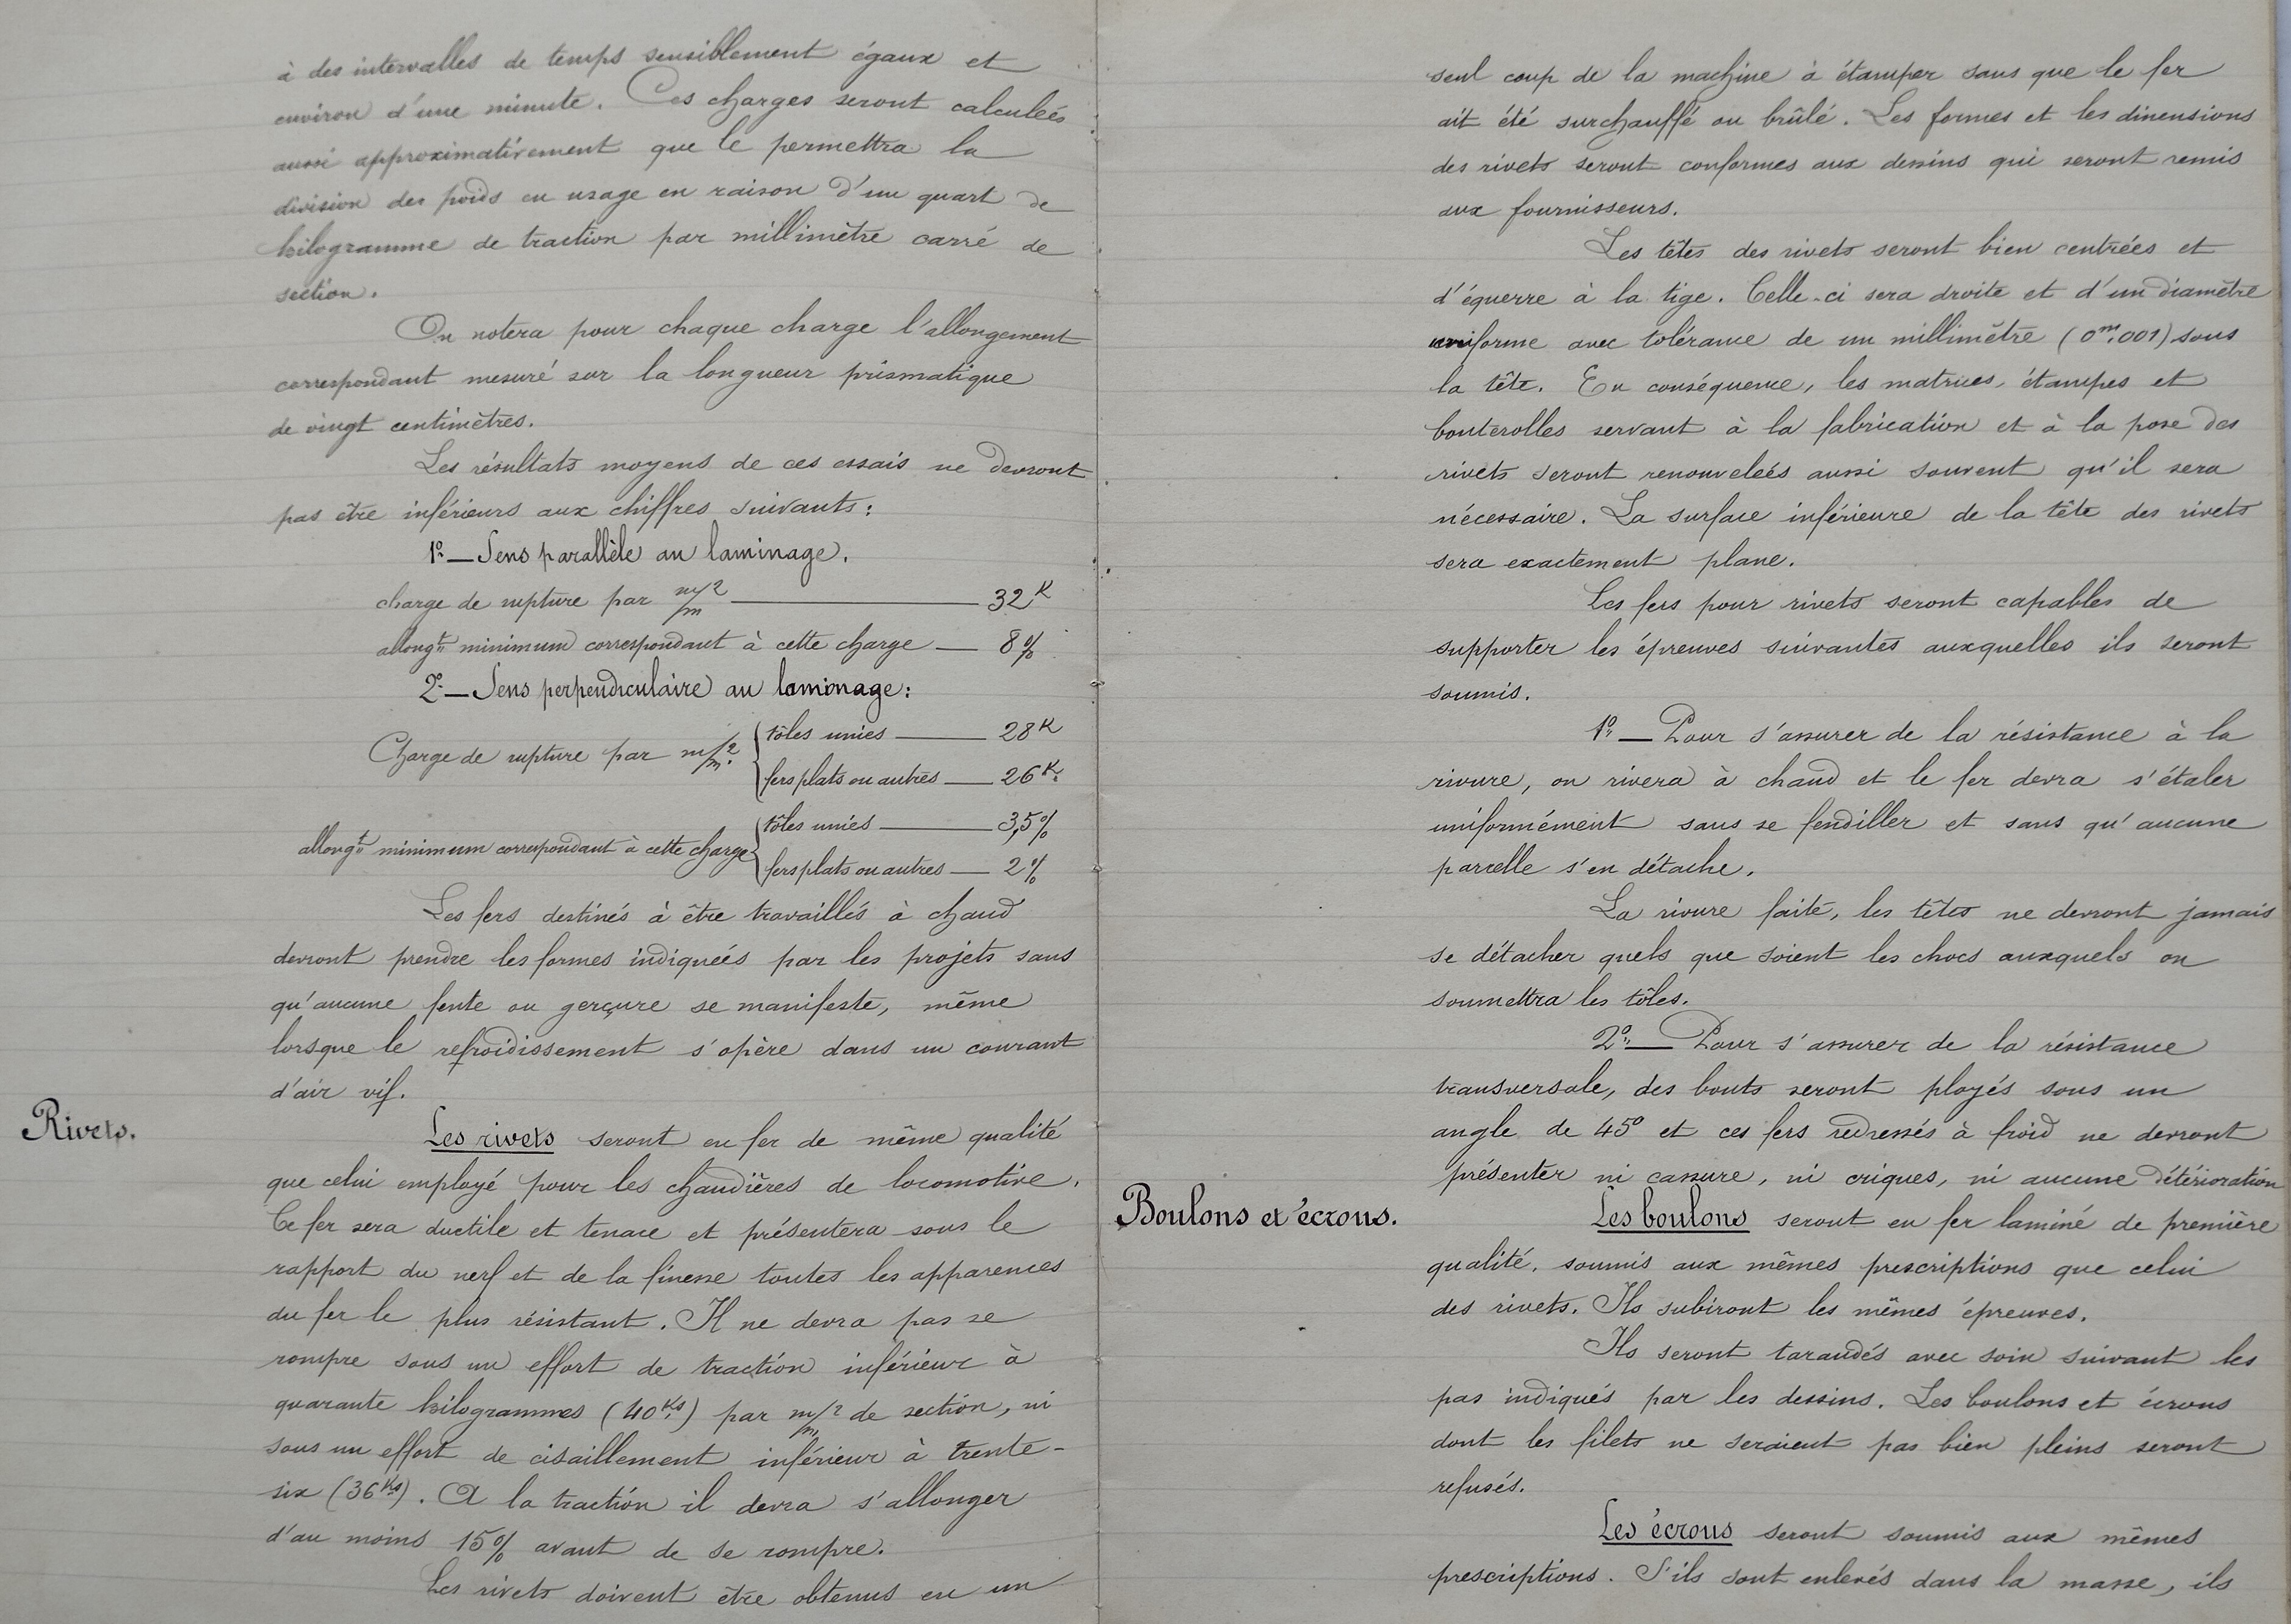 à des intervalles de temps sensiblement égaux et
environ d'une minute. Ces charges seront calculées
aussi approximativement que le permettra la
division des poids en usage en raison d'un quart de
kilogramme de traction par millimètre carré de
section.
On notera pour chaque charge l'allongement
correspondant mesuré sur la longueur prismatique
de vingt centimètres.
Les résultats moyens de ces essais ne devront
pas être inférieurs aux chiffres suivants :
1º — Sens parallèle au laminage.
charge de rupture par m/m² — 32 K
allongt minimum correspondant à cette charge — 8 %
2º — Sens perpendiculaire au laminage :
Charge de rupture par m/m² { tôles unies — 28 K
fers plats ou autres — 26 K.
allongt minimum correspondant à cette charge { tôles unies — 3,5 %
fers plats ou autres — 2 %
Les fers destinés à être travaillés à chaud
devront prendre les formes indiquées par les projets sans
qu'aucune fente ou gerçure se manifeste, même
lorsque le refroidissement s'opère dans un courant
d'air vif.
Rivets.
Les rivets seront en fer de même qualité
que celui employé pour les chaudières de locomotive.
Ce fer sera ductile et tenace et présentera sous le
rapport du nerf et de la finesse toutes les apparences
du fer le plus résistant. Il ne devra pas se
rompre sous un effort de traction inférieur à
quarante kilogrammes (40 Ks) par m/m² de section, ni
sous un effort de cisaillement inférieur à trente-
six (36 Ks). A la traction il devra s'allonger
d'au moins 15 % avant de se rompre.
Les rivets doivent être obtenus en un
seul coup de la machine à étamper sans que le fer
ait été surchauffé ou brûlé. Les formes et les dimensions
des rivets seront conformes aux dessins qui seront remis
aux fournisseurs.
Les têtes des rivets seront bien centrées et
d'équerre à la tige. Celle-ci sera droite et d'un diamètre
uniforme avec tolérance de un millimètre (0m,001) sous
la tête. En conséquence, les matrices, étampes et
bouterolles servant à la fabrication et à la pose des
rivets seront renouvelées aussi souvent qu'il sera
nécessaire. La surface inférieure de la tête des rivets
sera exactement plane.
Les fers pour rivets seront capables de
supporter les épreuves suivantes auxquelles ils seront
soumis.
1º — Pour s'assurer de la résistance à la
rivure, on rivera à chaud et le fer devra s'étaler
uniformément sans se fendiller et sans qu'aucune
parcelle s'en détache.
La rivure faite, les têtes ne devront jamais
se détacher quels que soient les chocs auxquels on
soumettra les tôles.
2º — Pour s'assurer de la résistance
transversale, des bouts seront ployés sous un
angle de 45º et ces fers redressés à froid ne devront
présenter ni cassure, ni criques, ni aucune détérioration
Boulons et écrous.
Les boulons seront en fer laminé de première
qualité, soumis aux mêmes prescriptions que celui
des rivets. Ils subiront les mêmes épreuves.
Ils seront taraudés avec soin suivant les
pas indiqués par les dessins. Les boulons et écrous
dont les filets ne seraient pas bien pleins seront
refusés.
Les écrous seront soumis aux mêmes
prescriptions. S'ils sont enlevés dans la masse, ils